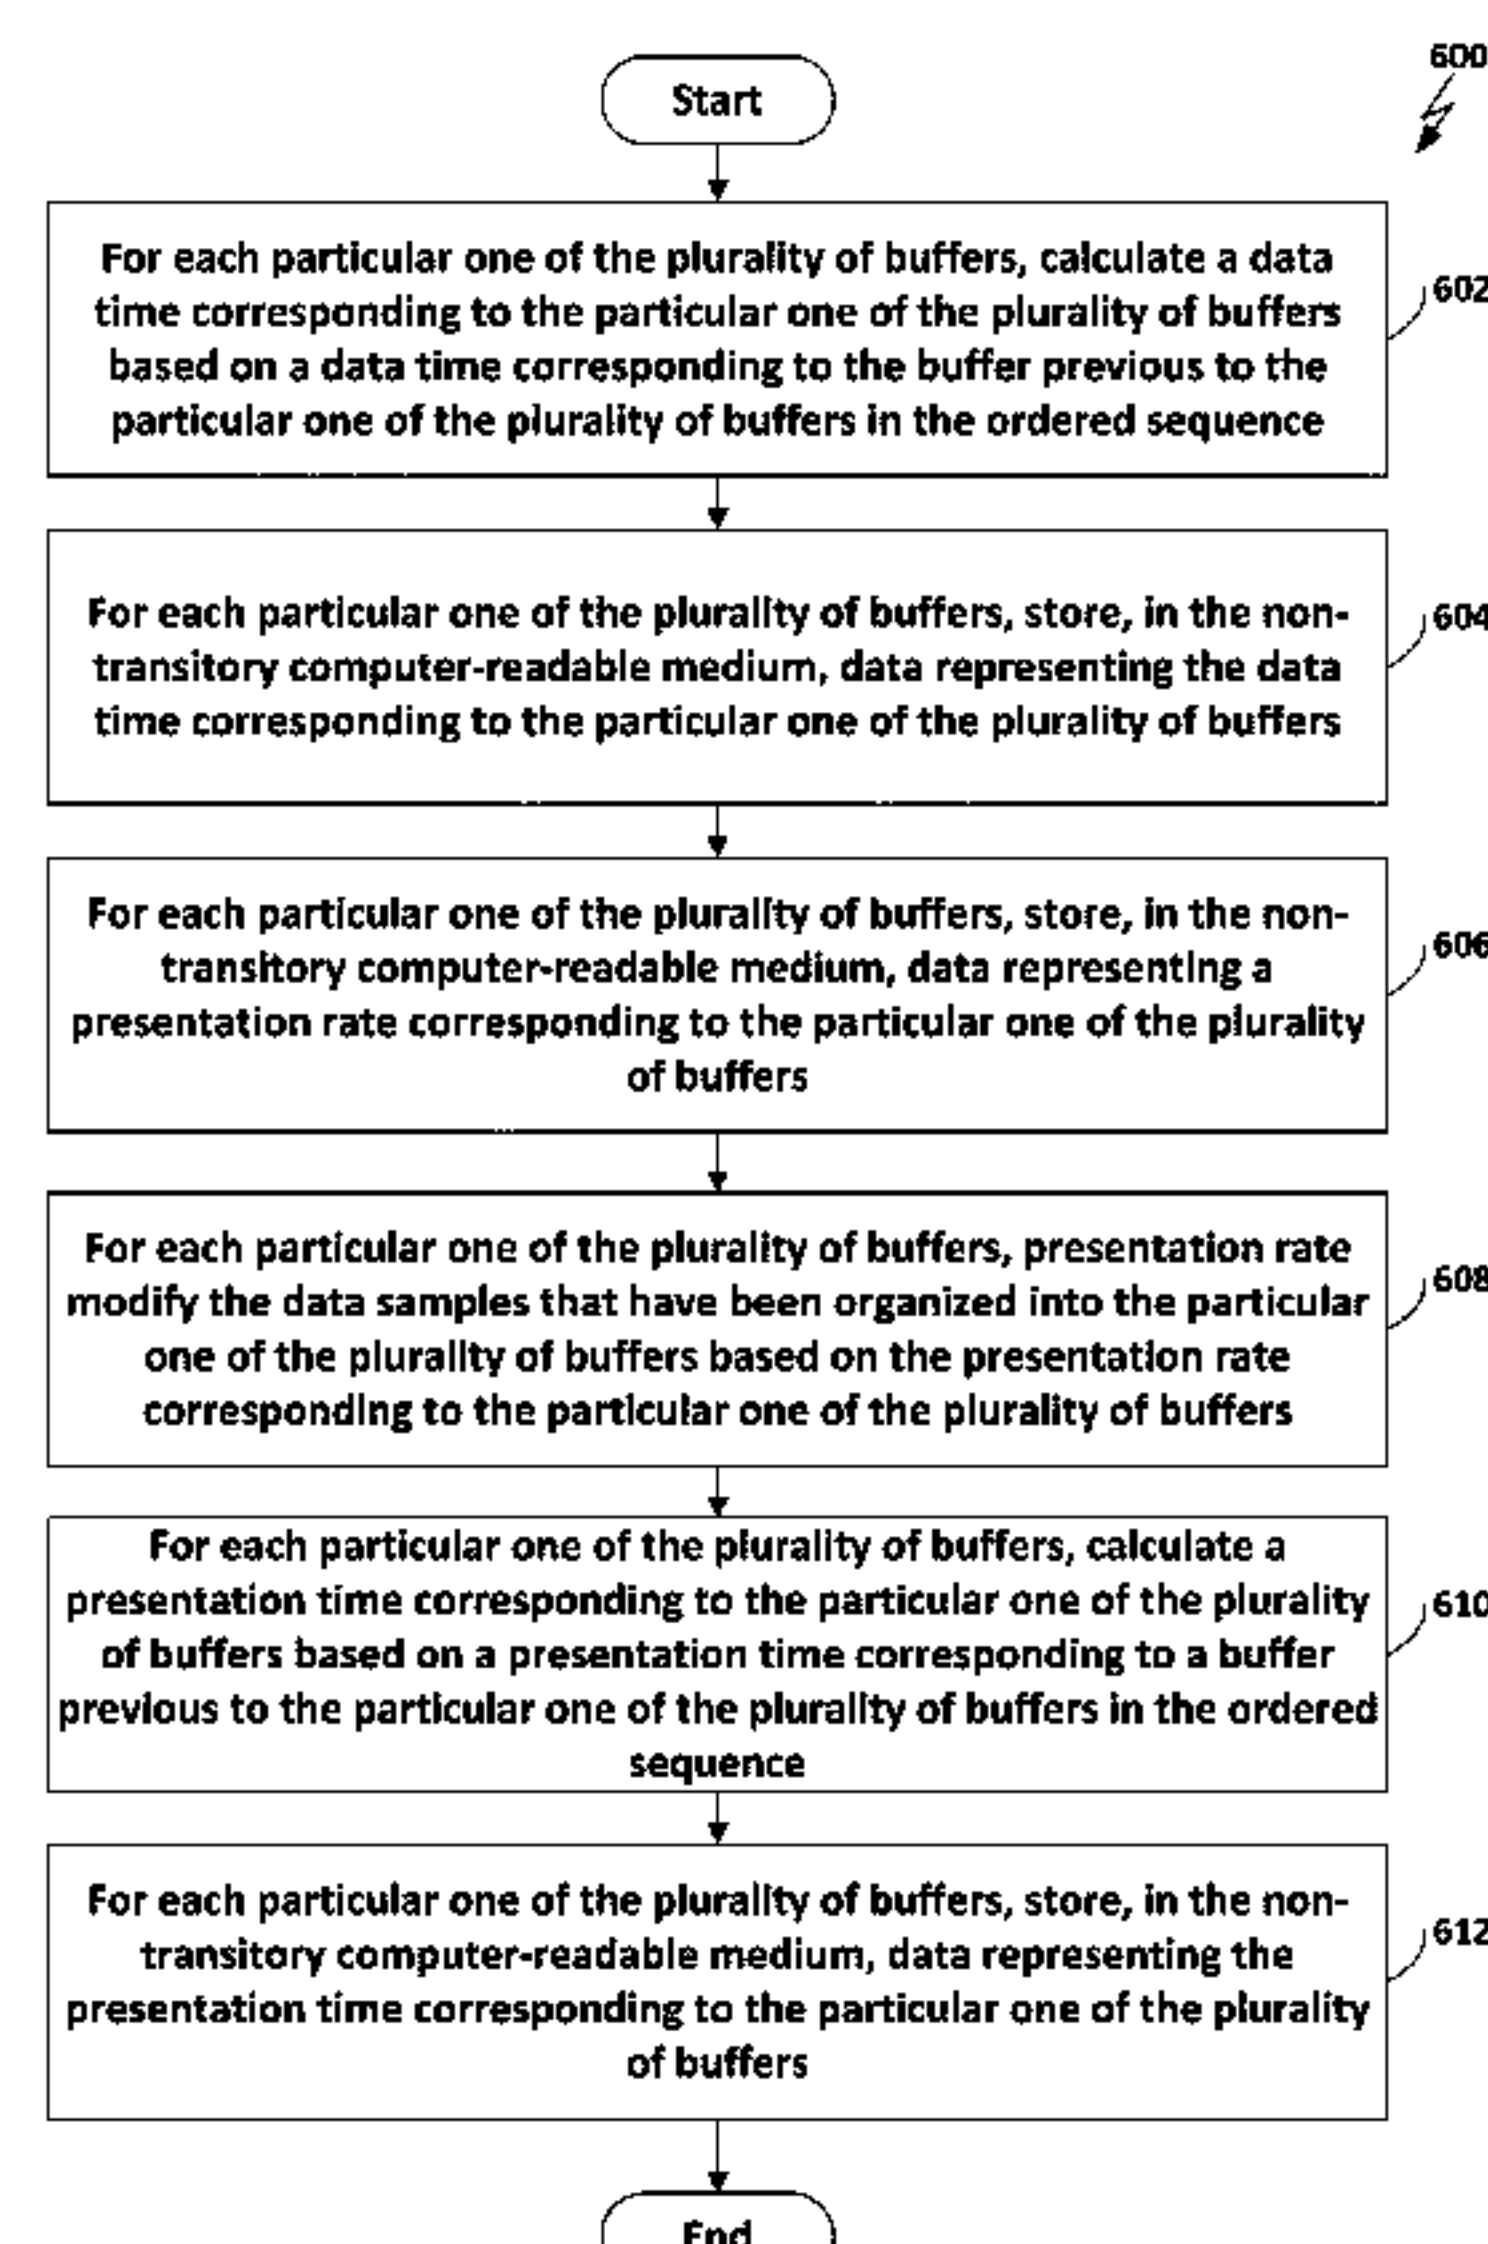 600
Start
For each particular one of the plurality of buffers, calculate a data
time corresponding to the particular one of the plurality of buffers
based on a data time corresponding to the buffer previous to the
particular one of the plurality of buffers in the ordered sequence
602
For each particular one of the plurality of buffers, store, in the non-
transitory computer-readable medium, data representing the data
time corresponding to the particular one of the plurality of buffers
604
For each particular one of the plurality of buffers, store, in the non-
transitory computer-readable medium, data representing a
presentation rate corresponding to the particular one of the plurality
of buffers
606
For each particular one of the plurality of buffers, presentation rate
modify the data samples that have been organized into the particular
one of the plurality of buffers based on the presentation rate
corresponding to the particular one of the plurality of buffers
608
For each particular one of the plurality of buffers, calculate a
presentation time corresponding to the particular one of the plurality
of buffers based on a presentation time corresponding to a buffer
previous to the particular one of the plurality of buffers in the ordered
sequence
610
For each particular one of the plurality of buffers, store, in the non-
transitory computer-readable medium, data representing the
presentation time corresponding to the particular one of the plurality
of buffers
612
End